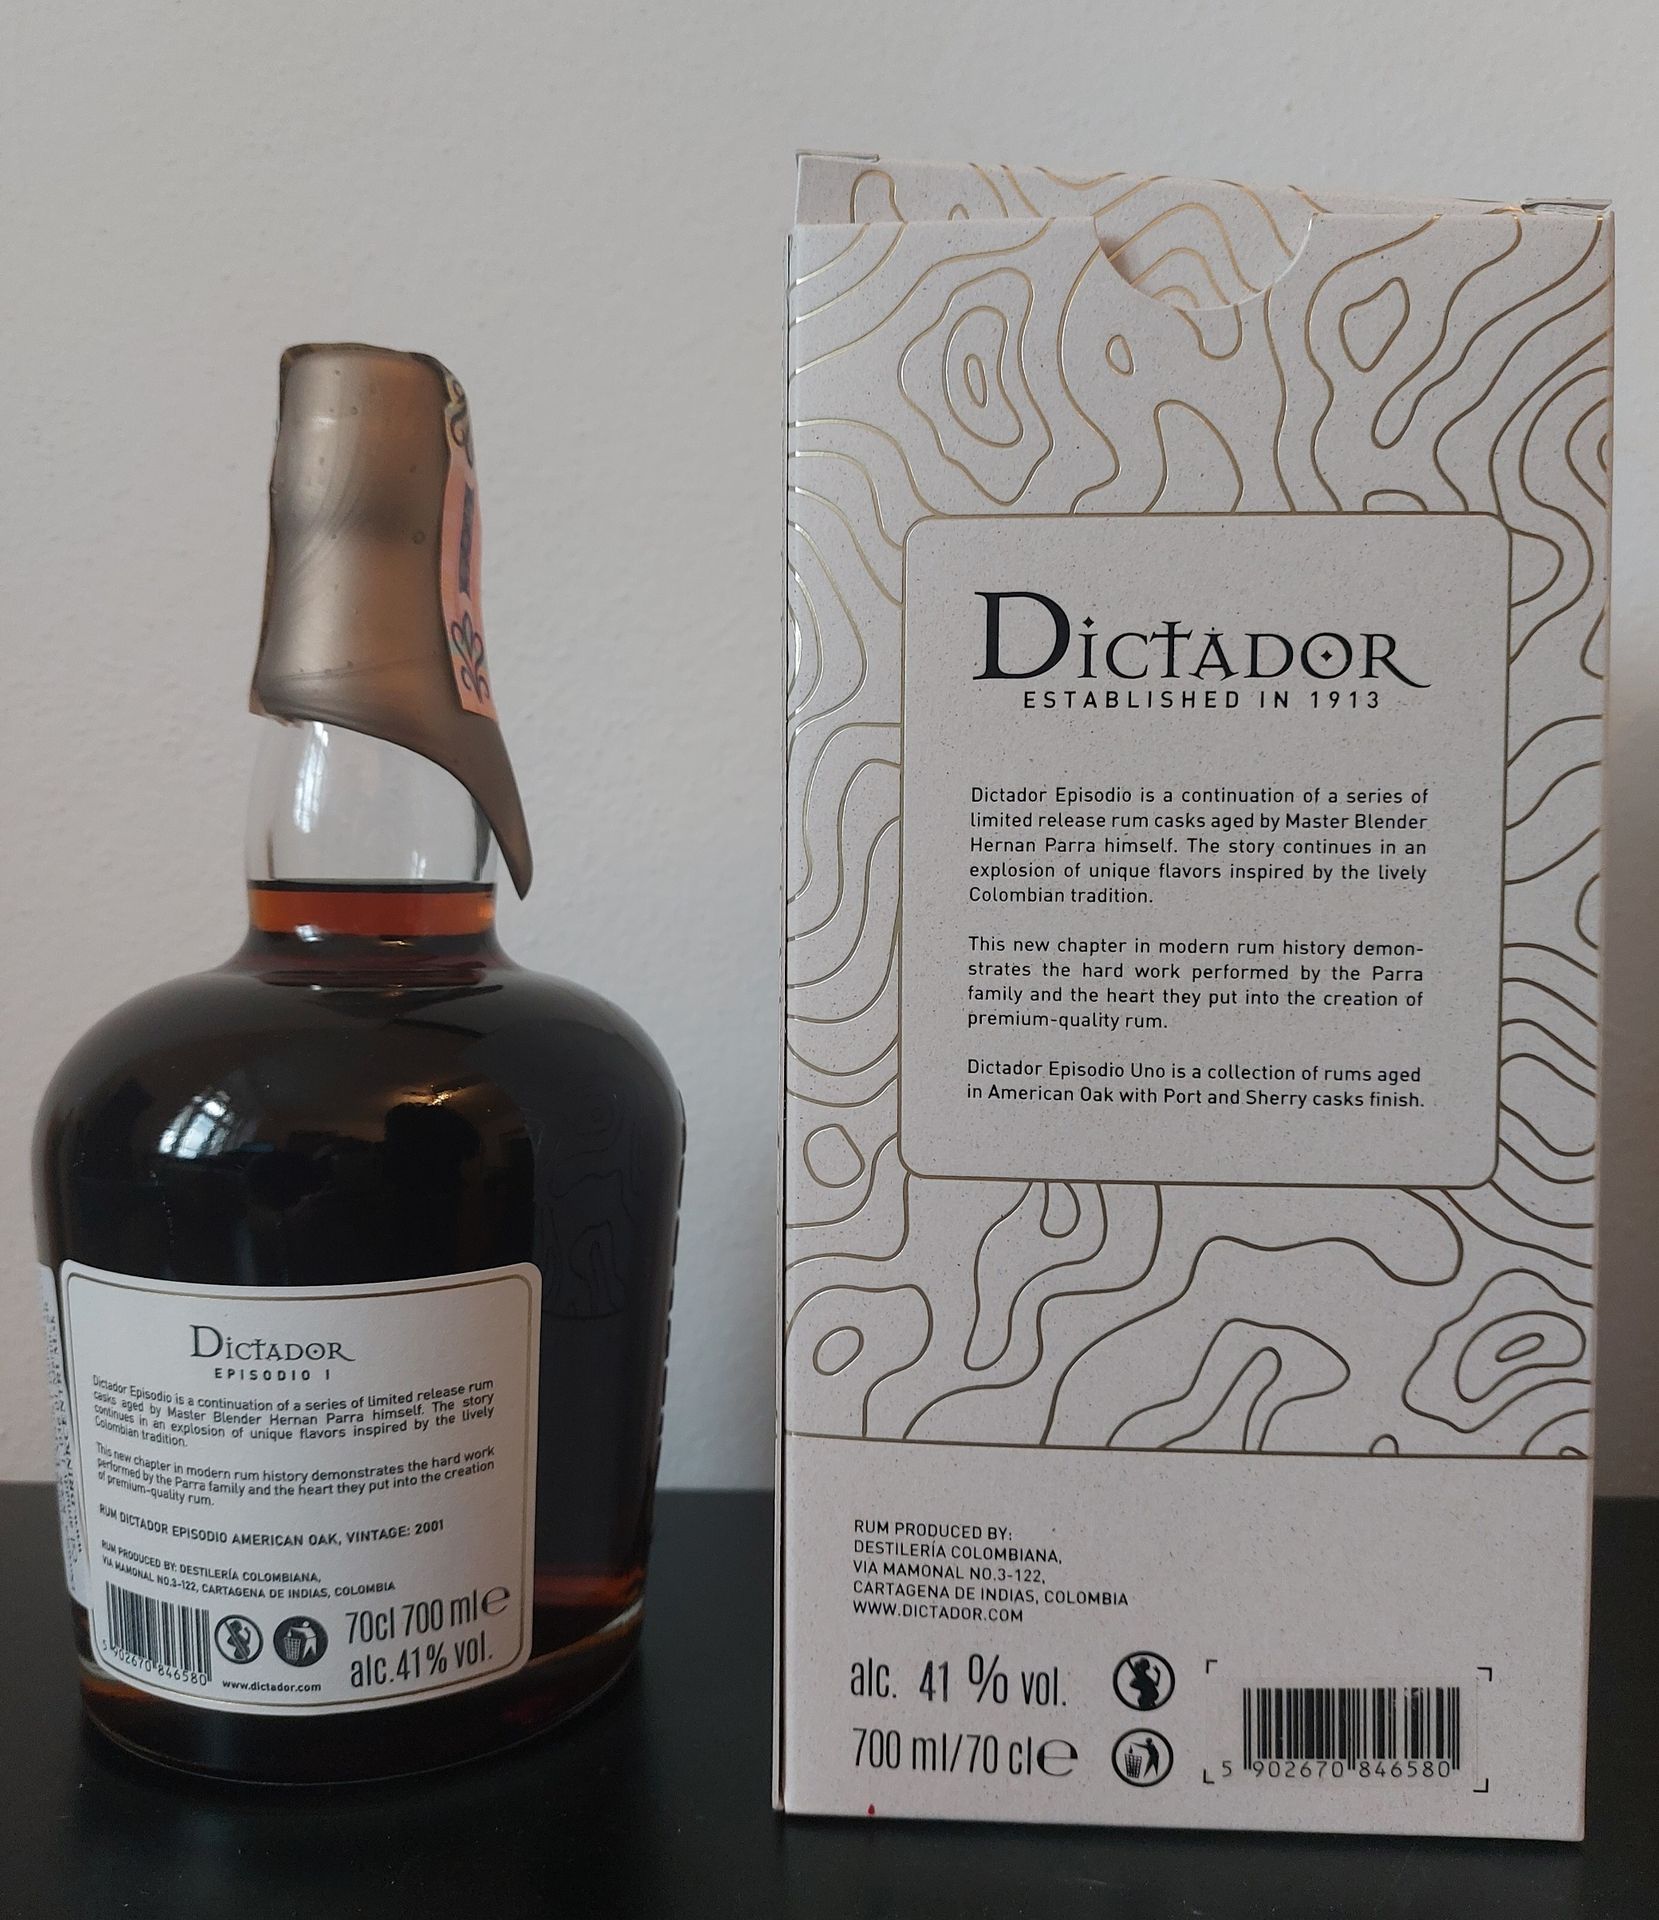 DICTADOR
EPISODIO I
Dictador Episodio is a continuation of a series of limited release rum
casks aged by Master Blender Hernan Parra himself. The story
continues in an explosion of unique flavors inspired by the lively
Colombian tradition.
This new chapter in modern rum history demonstrates the hard work
performed by the Parra family and the heart they put into the creation
of premium-quality rum.
RUM DICTADOR EPISODIO AMERICAN OAK, VINTAGE: 2001
RUM PRODUCED BY: DESTILERÍA COLOMBIANA,
VIA MAMONAL NO.3-122, CARTAGENA DE INDIAS, COLOMBIA
70cl 700 ml e
alc.41% vol.
5 902670 846580
www.dictador.com
DICTADOR
ESTABLISHED IN 1913
Dictador Episodio is a continuation of a series of
limited release rum casks aged by Master Blender
Hernan Parra himself. The story continues in an
explosion of unique flavors inspired by the lively
Colombian tradition.
This new chapter in modern rum history demon-
strates the hard work performed by the Parra
family and the heart they put into the creation of
premium-quality rum.
Dictador Episodio Uno is a collection of rums aged
in American Oak with Port and Sherry casks finish.
RUM PRODUCED BY:
DESTILERÍA COLOMBIANA,
VIA MAMONAL NO.3-122,
CARTAGENA DE INDIAS, COLOMBIA
WWW.DICTADOR.COM
alc. 41 % vol.
700 ml/70 cl e
5 902670 846580